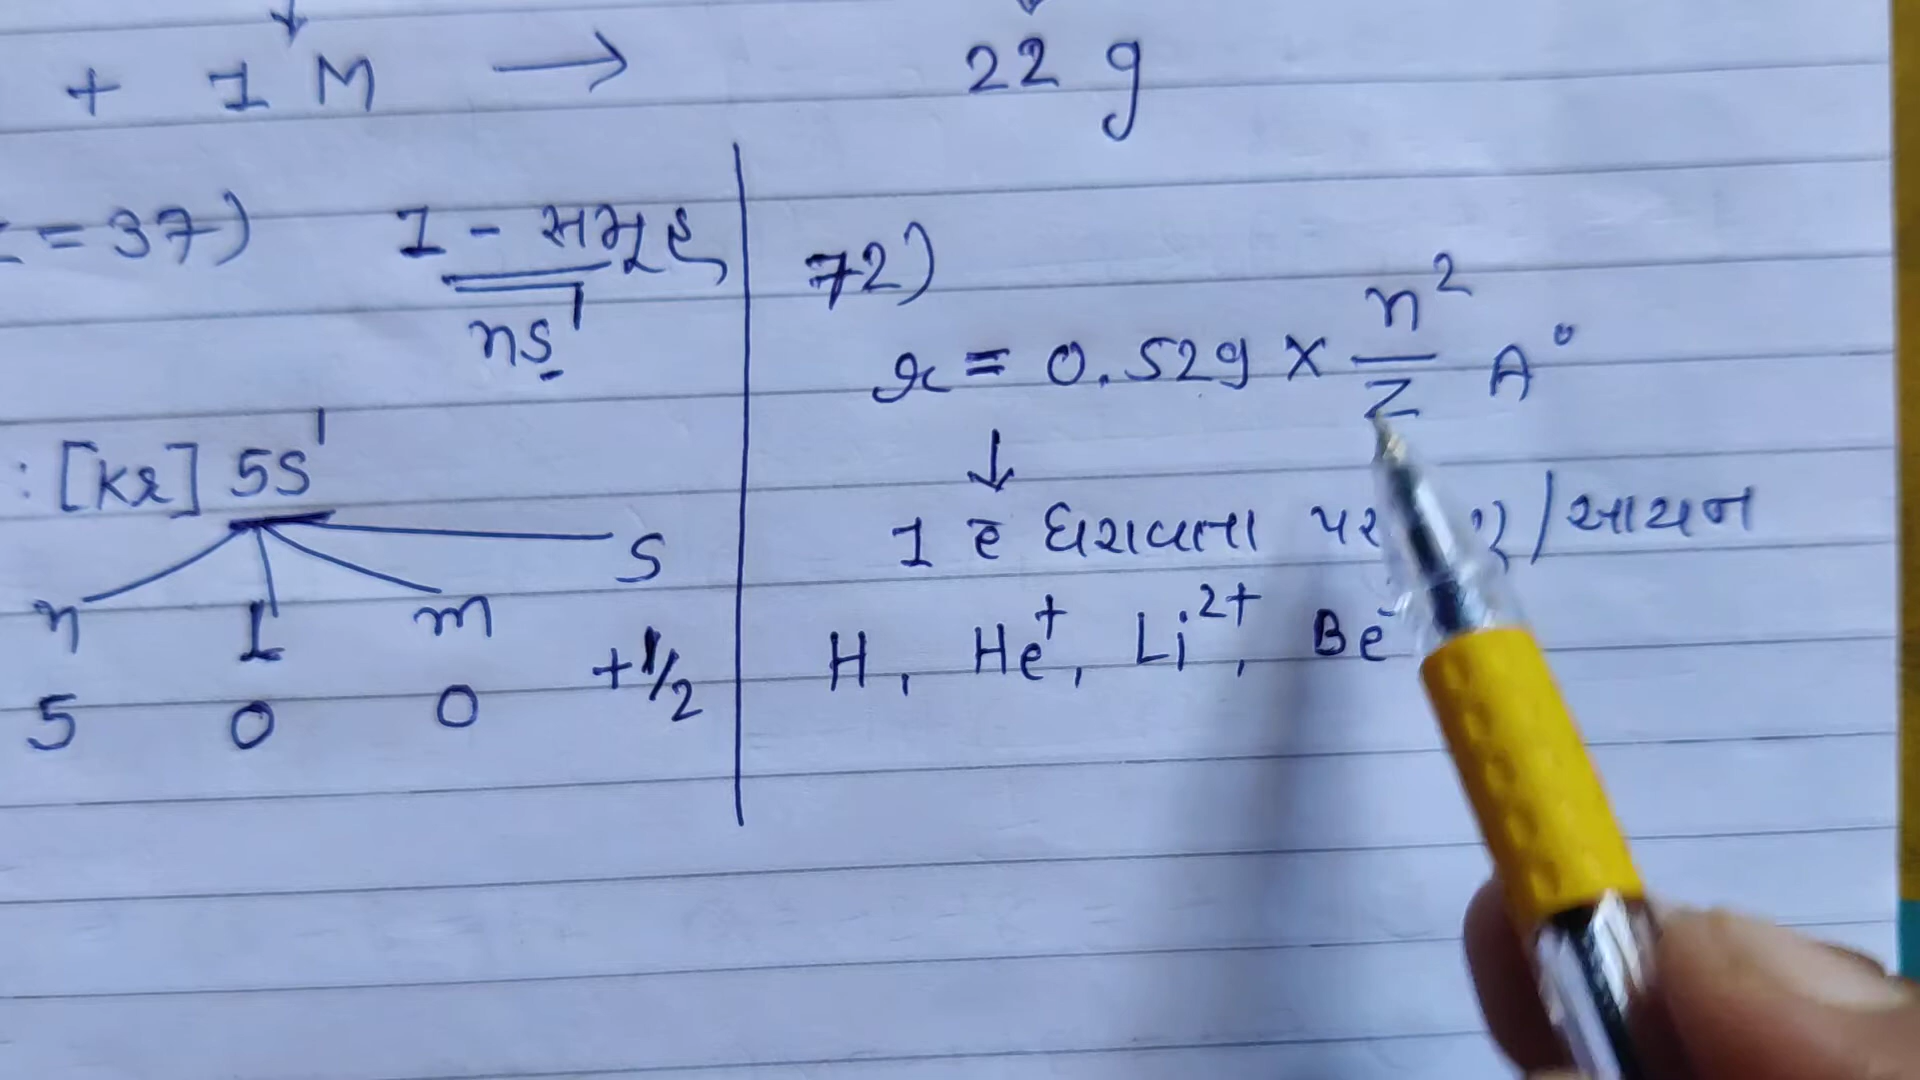 + 1 M → 22 g
= 37) I - સમૂહ
ns¹
: [Kr] 5s¹
n l m s
5 0 0 +1/2
72)
r = 0.529 × n²/Z A°
↓
1 e⁻ ધરાવતા /આયન
H, He⁺, Li²⁺, Be